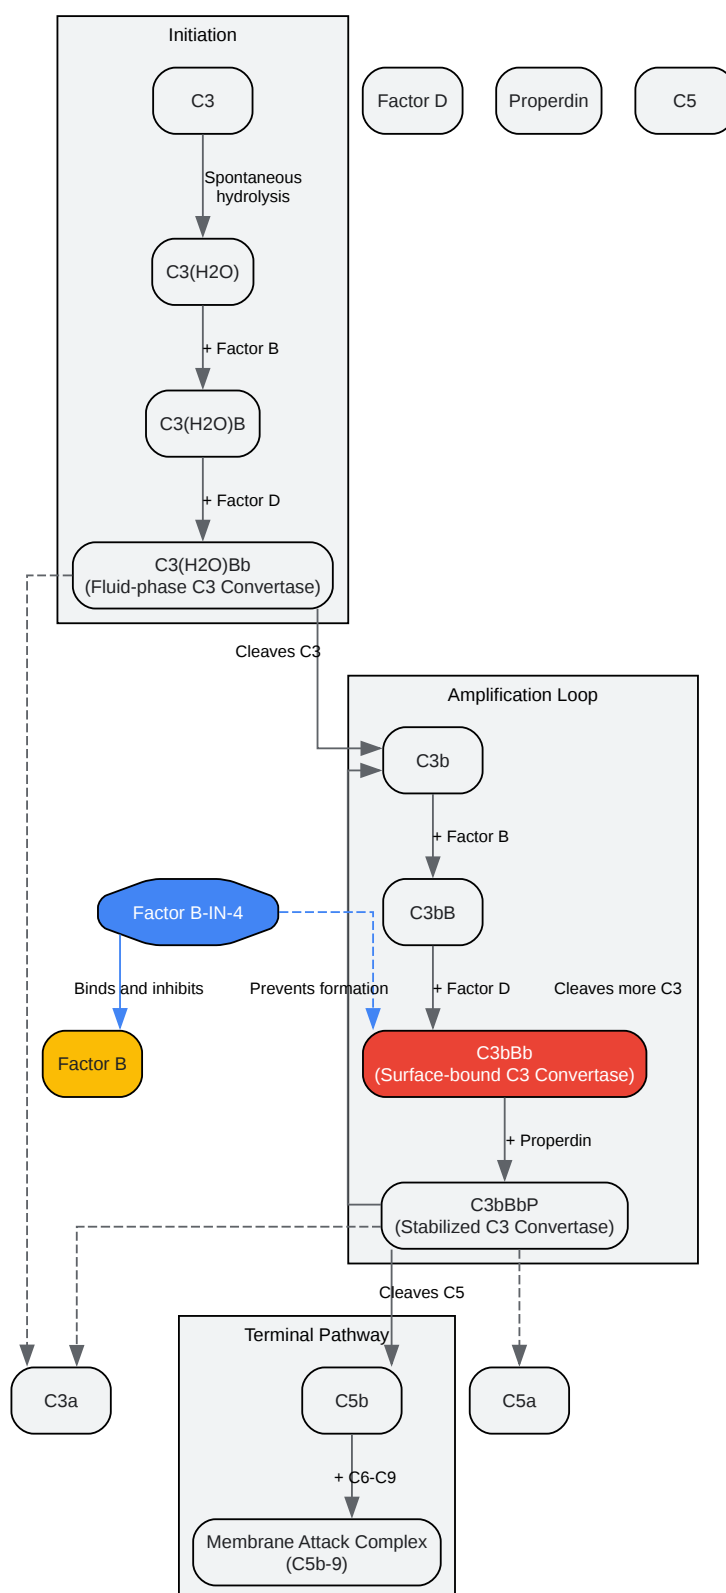 Initiation
C3
Factor D
Properdin
C5
Spontaneous
hydrolysis
C3(H2O)
+ Factor B
C3(H2O)B
+ Factor D
C3(H2O)Bb
(Fluid-phase C3 Convertase)
Cleaves C3
Amplification Loop
C3b
+ Factor B
Factor B-IN-4
C3bB
Binds and inhibits
Prevents formation
+ Factor D
Cleaves more C3
Factor B
C3bBb
(Surface-bound C3 Convertase)
+ Properdin
C3bBbP
(Stabilized C3 Convertase)
Cleaves C5
Terminal Pathway
C3a
C5b
C5a
+ C6-C9
Membrane Attack Complex
(C5b-9)